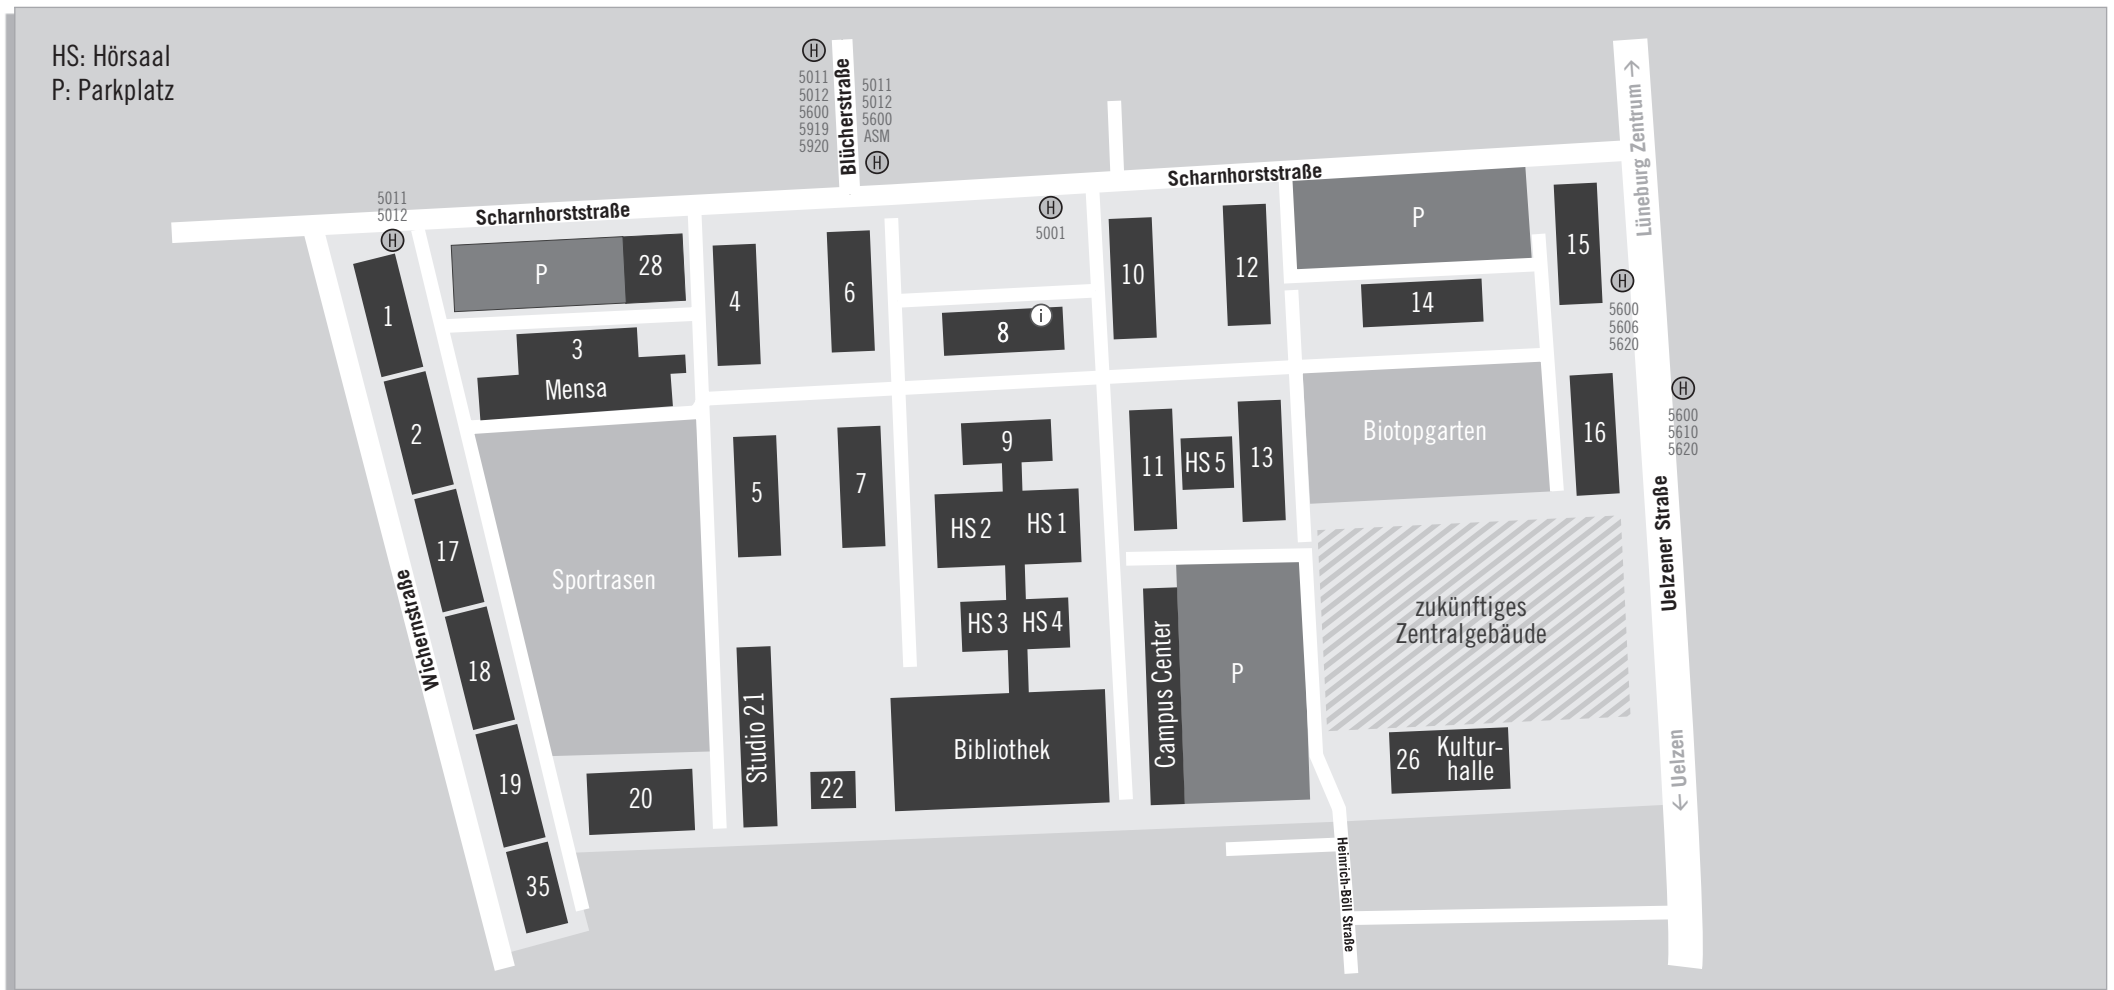 HS: Hörsaal
P: Parkplatz
H
5011
5012
5600
5919
5920
Blücherstraße
5011
5012
5600
ASM
H
Lüneburg Zentrum →
5011
5012
H
Scharnhorststraße
Scharnhorststraße
H
5001
P
28
4
6
8
i
10
12
P
15
14
H
5600
5606
5620
1
3
Mensa
2
5
7
9
HS 2
HS 1
11
HS 5
13
Biotopgarten
16
H
5600
5610
5620
17
Sportrasen
HS 3
HS 4
zukünftiges
Zentralgebäude
Uelzener Straße
Wichernstraße
18
Studio 21
Bibliothek
Campus Center
P
26
Kultur-
halle
← Uelzen
19
20
22
35
Heinrich-Böll Straße